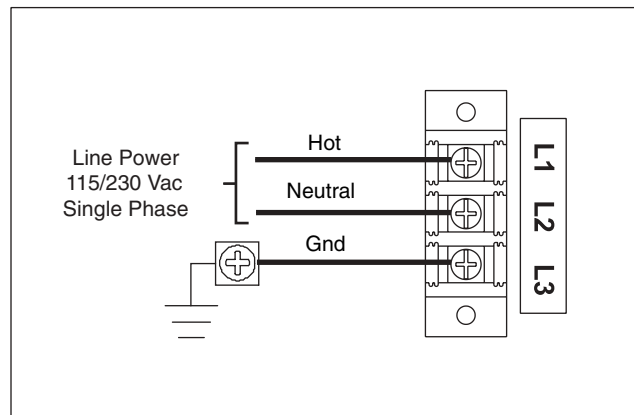 Hot
Line Power
115/230 Vac
Single Phase
Neutral
Gnd
L1
L2
L3